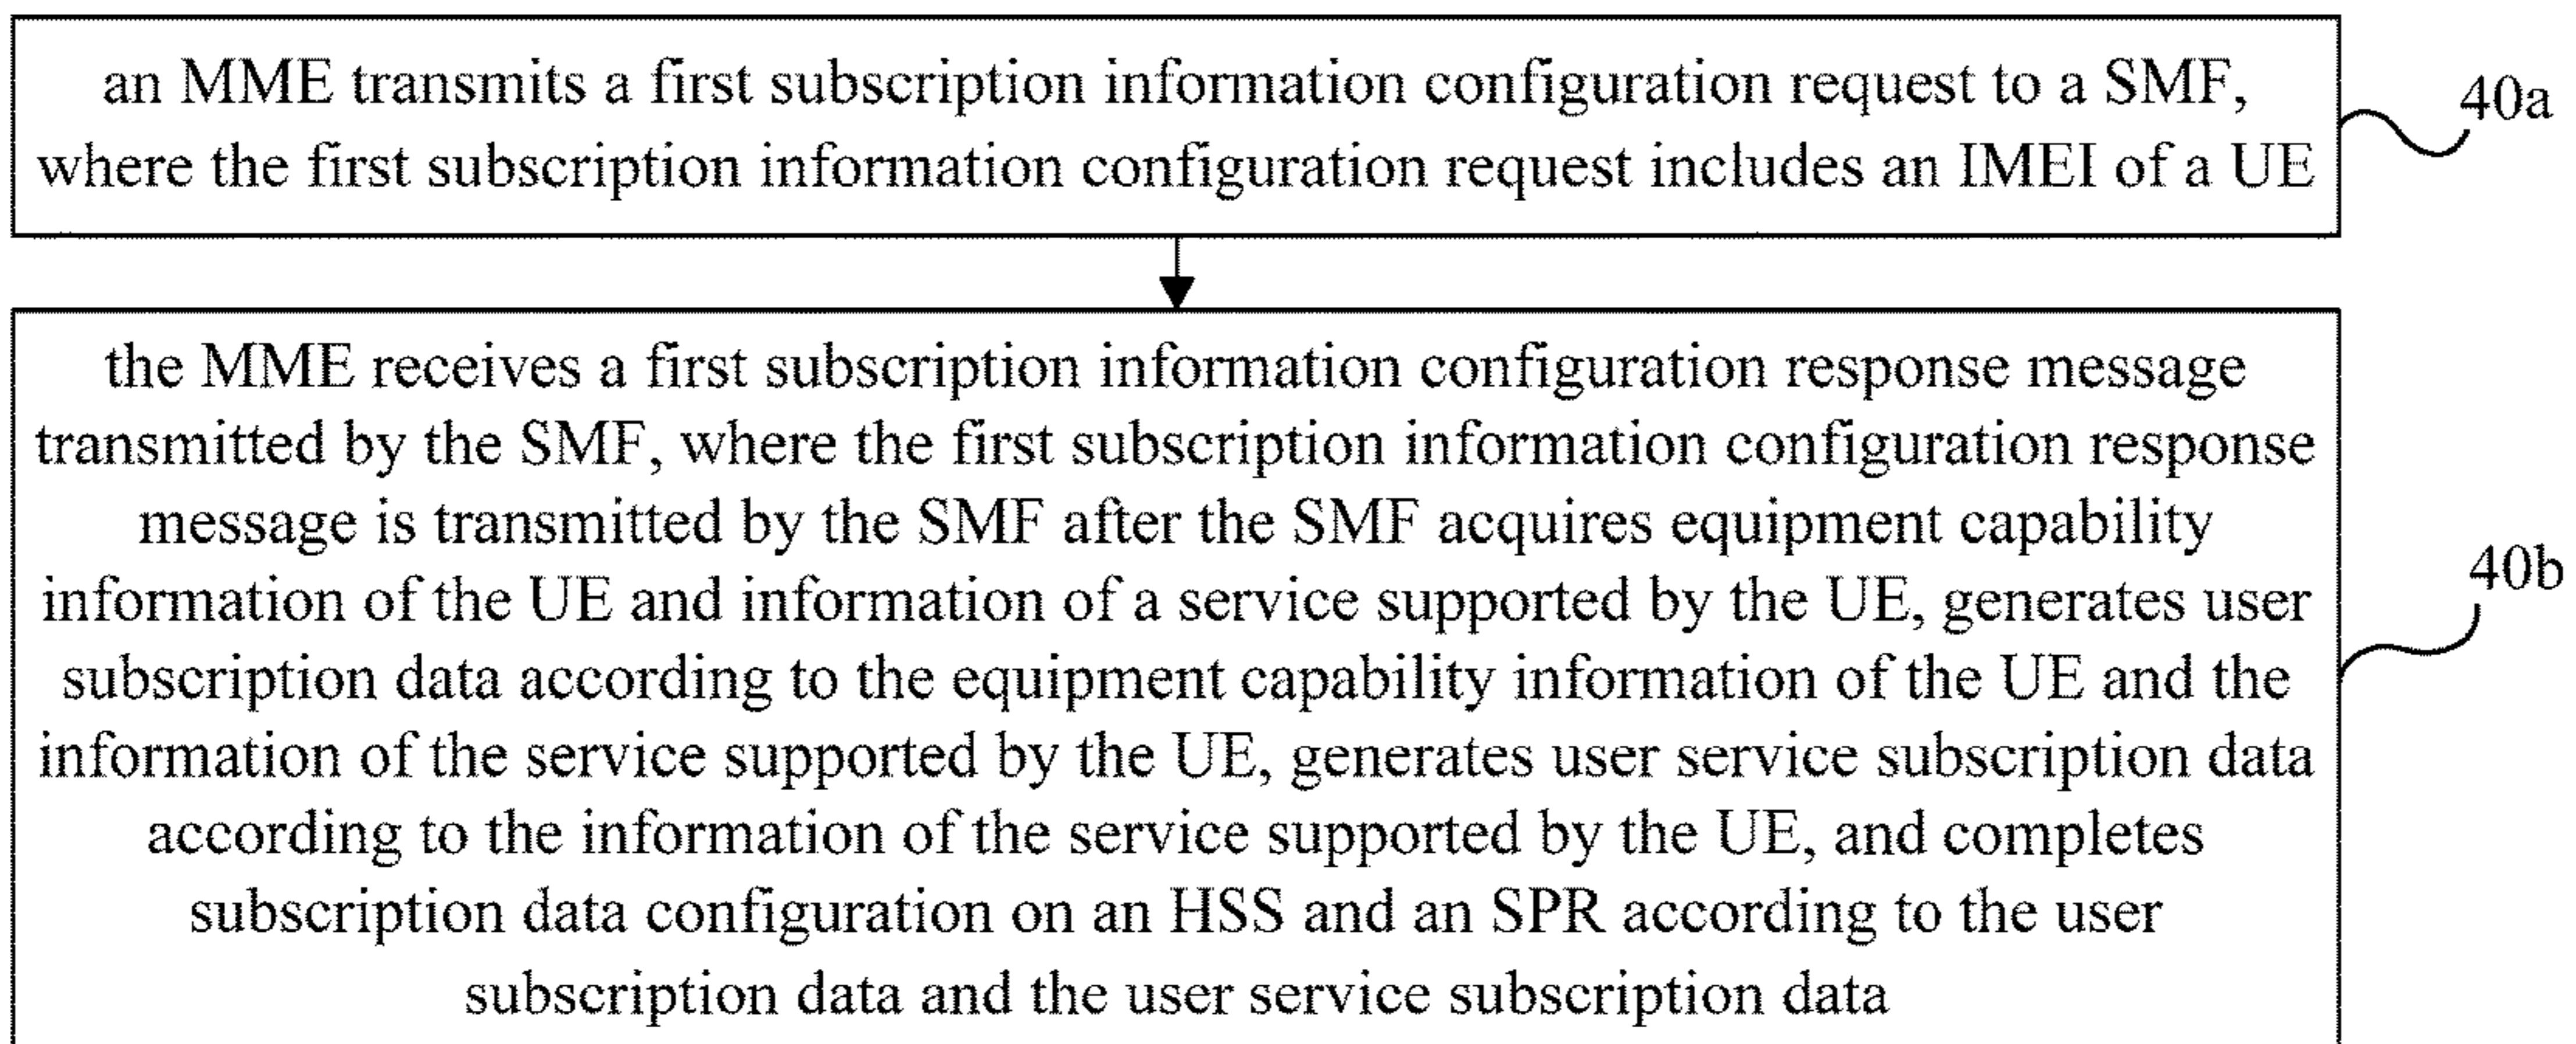 an MME transmits a first subscription information configuration request to a SMF,
where the first subscription information configuration request includes an IMEI of a UE
40a
the MME receives a first subscription information configuration response message
transmitted by the SMF, where the first subscription information configuration response
message is transmitted by the SMF after the SMF acquires equipment capability
information of the UE and information of a service supported by the UE, generates user
subscription data according to the equipment capability information of the UE and the
information of the service supported by the UE, generates user service subscription data
according to the information of the service supported by the UE, and completes
subscription data configuration on an HSS and an SPR according to the user
subscription data and the user service subscription data
40b